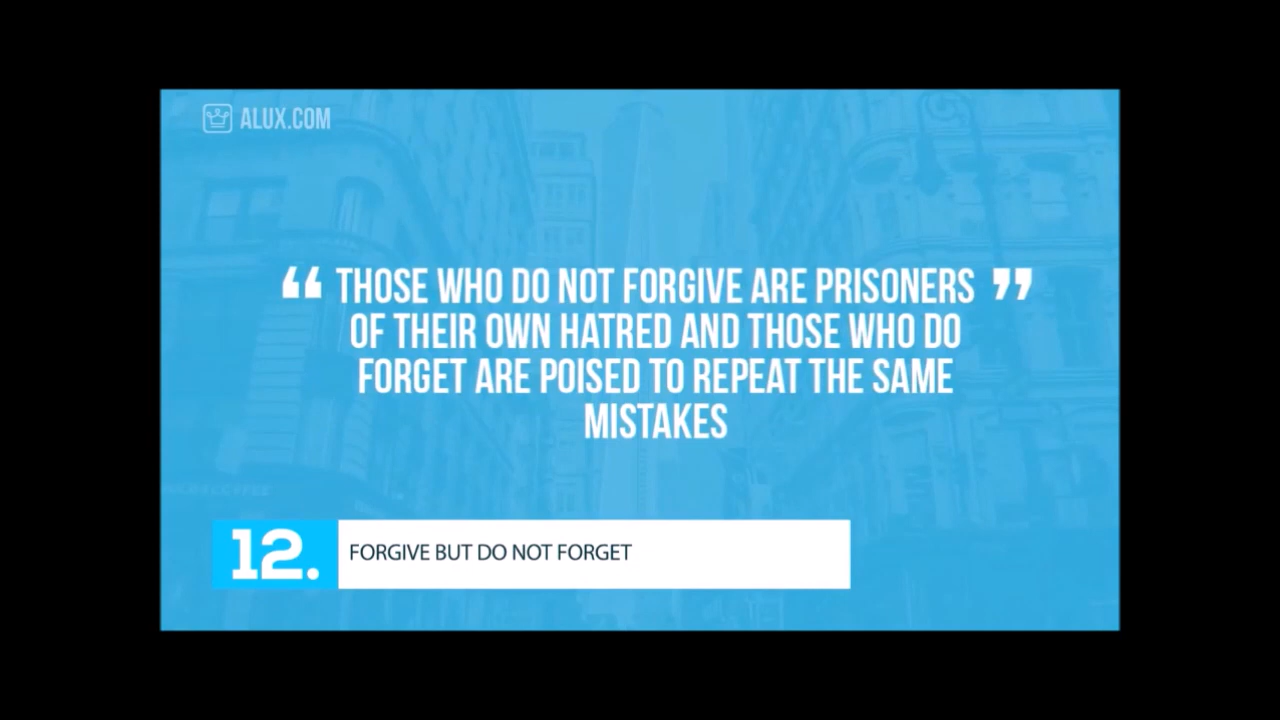 ALUX.COM
“ THOSE WHO DO NOT FORGIVE ARE PRISONERS ”
OF THEIR OWN HATRED AND THOSE WHO DO
FORGET ARE POISED TO REPEAT THE SAME
MISTAKES
12. FORGIVE BUT DO NOT FORGET